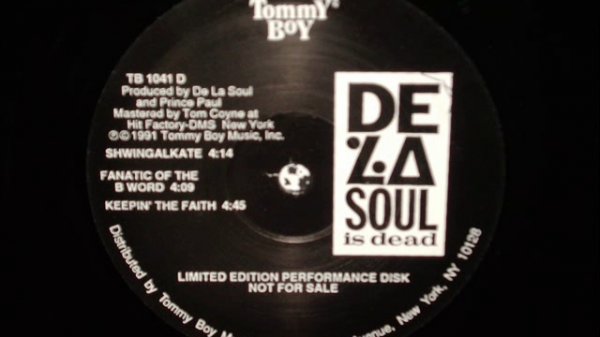 Tommy
BOY
TB 1041 D
Produced by De La Soul
and Prince Paul
Mastered by Tom Coyne at
Hit Factory-DMS New York
℗©1991 Tommy Boy Music, Inc.
SHWINGALKATE 4:14
FANATIC OF THE
B WORD 4:09
KEEPIN' THE FAITH 4:45
DE
LA
SOUL
is dead
LIMITED EDITION PERFORMANCE DISK
NOT FOR SALE
Distributed by Tommy Boy Avenue, New York, NY 10128